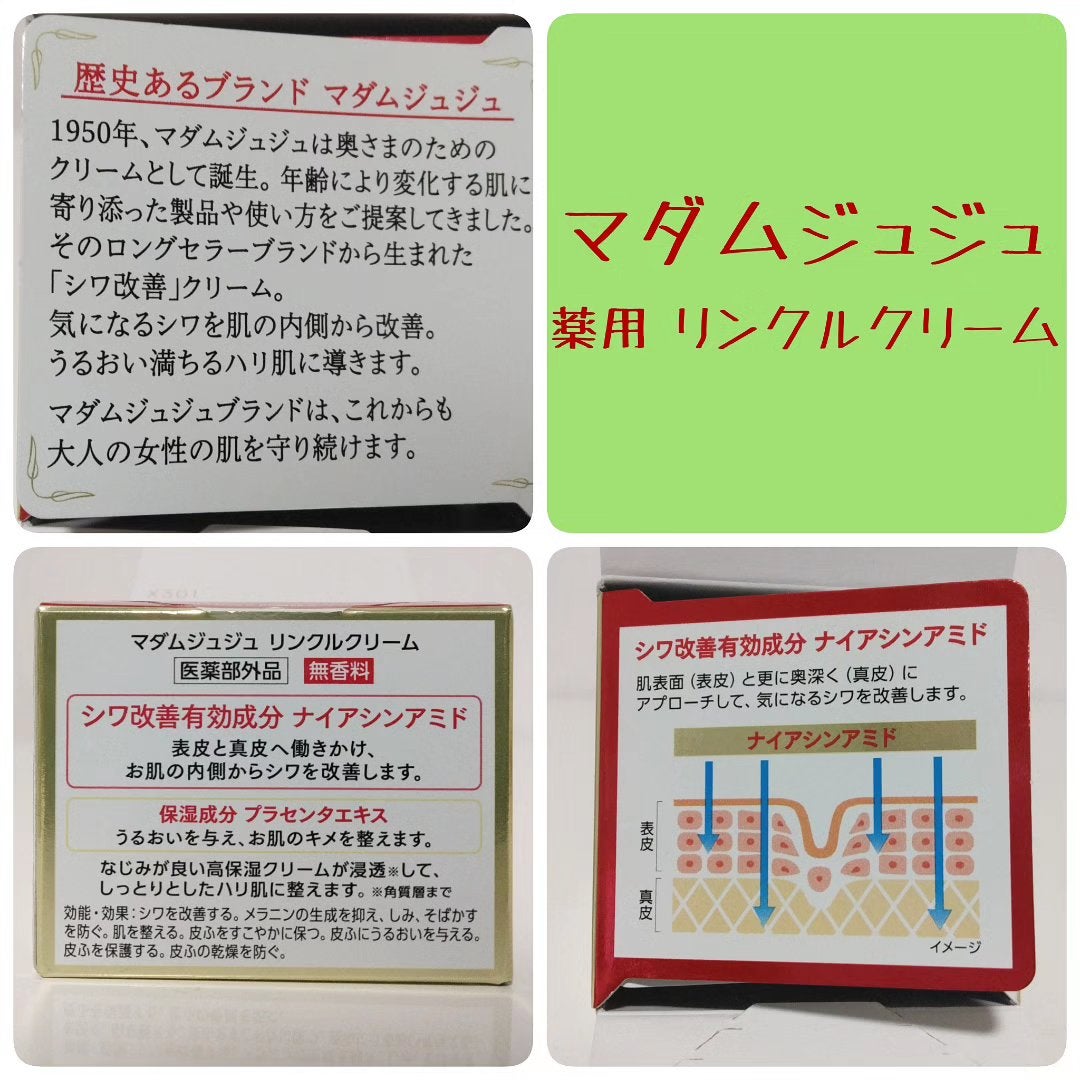 歴史あるブランド マダムジュジュ
1950年、マダムジュジュは奥さまのための
クリームとして誕生。年齢により変化する肌に
寄り添った製品や使い方をご提案してきました。
そのロングセラーブランドから生まれた
「シワ改善」クリーム。
気になるシワを肌の内側から改善。
うるおい満ちるハリ肌に導きます。
マダムジュジュブランドは、これからも
大人の女性の肌を守り続けます。
マダムジュジュ
薬用 リンクルクリーム
マダムジュジュ リンクルクリーム
医薬部外品 無香料
シワ改善有効成分 ナイアシンアミド
表皮と真皮へ働きかけ、
お肌の内側からシワを改善します。
保湿成分 プラセンタエキス
うるおいを与え、お肌のキメを整えます。
なじみが良い高保湿クリームが浸透※して、
しっとりとしたハリ肌に整えます。※角質層まで
効能・効果:シワを改善する。メラニンの生成を抑え、しみ、そばかす
を防ぐ。肌を整える。皮ふをすこやかに保つ。皮ふにうるおいを与える。
皮ふを保護する。皮ふの乾燥を防ぐ。
シワ改善有効成分 ナイアシンアミド
肌表面(表皮)と更に奥深く(真皮)に
アプローチして、気になるシワを改善します。
ナイアシンアミド
表皮
真皮
イメージ